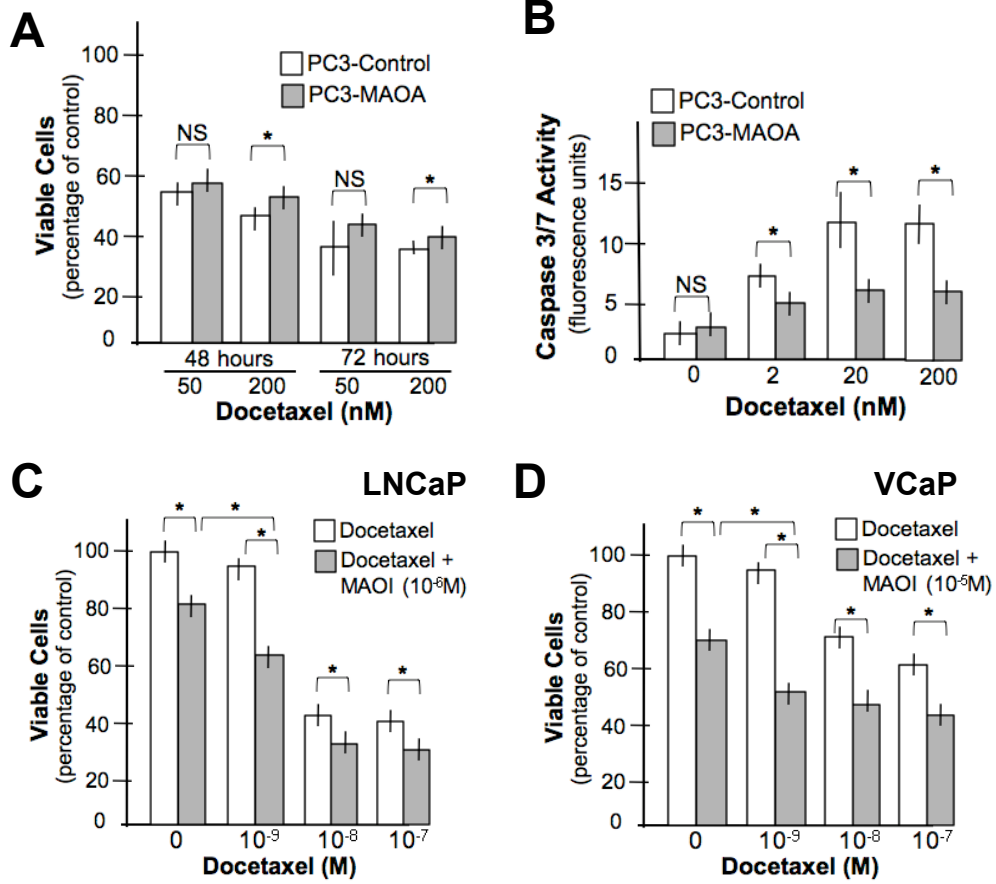 A
100
80
60
40
20
0
Viable Cells
(percentage of control)
PC3-Control
PC3-MAOA
NS
*
NS
*
48 hours
72 hours
50
200
50
200
Docetaxel (nM)
B
15
10
5
0
Caspase 3/7 Activity
(fluorescence units)
PC3-Control
PC3-MAOA
NS
*
*
*
0
2
20
200
Docetaxel (nM)
C
LNCaP
100
80
60
40
20
0
Viable Cells
(percentage of control)
Docetaxel
Docetaxel +
MAOI (10-6M)
*
*
*
*
*
0
10-9
10-8
10-7
Docetaxel (M)
D
VCaP
100
80
60
40
20
0
Viable Cells
(percentage of control)
Docetaxel
Docetaxel +
MAOI (10-5M)
*
*
*
*
*
0
10-9
10-8
10-7
Docetaxel (M)